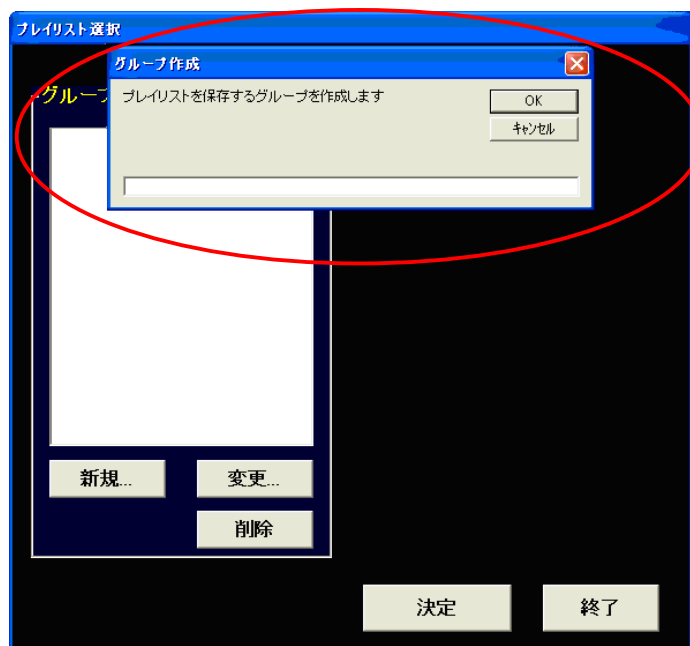 プレイリスト選択
グループ作成
グループ
プレイリストを保存するグループを作成します
OK
キャンセル
新規...
変更...
削除
決定
終了